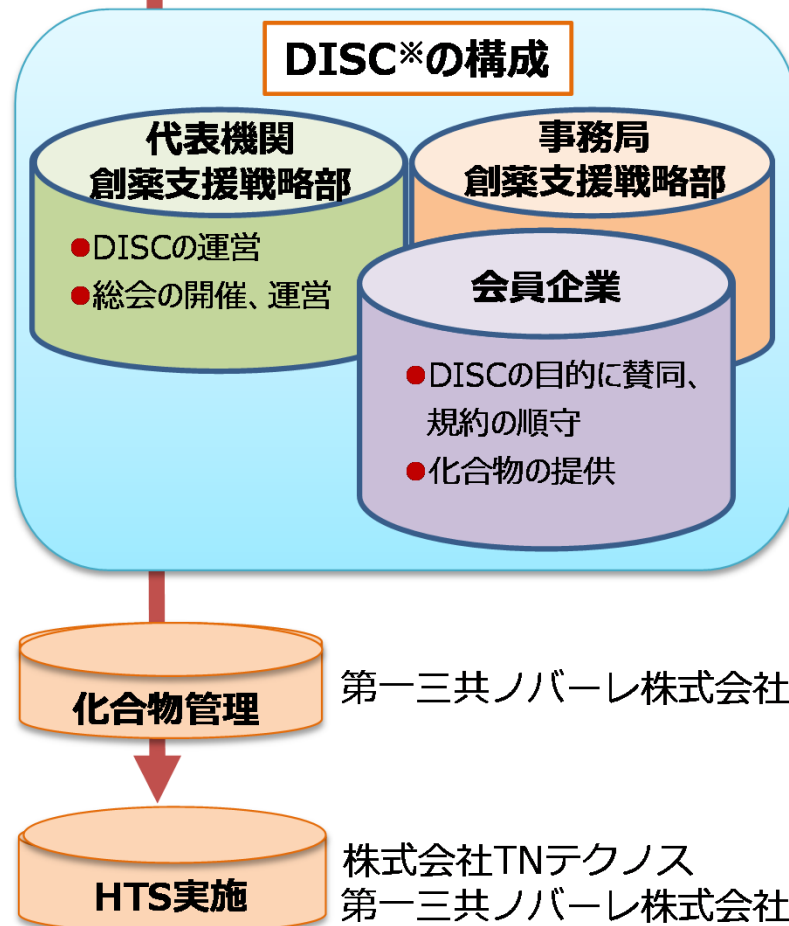 DISC※の構成
代表機関
創薬支援戦略部
●DISCの運営
●総会の開催、運営
事務局
創薬支援戦略部
会員企業
●DISCの目的に賛同、
規約の順守
●化合物の提供
化合物管理
第一三共ノバーレ株式会社
HTS実施
株式会社TNテクノス
第一三共ノバーレ株式会社